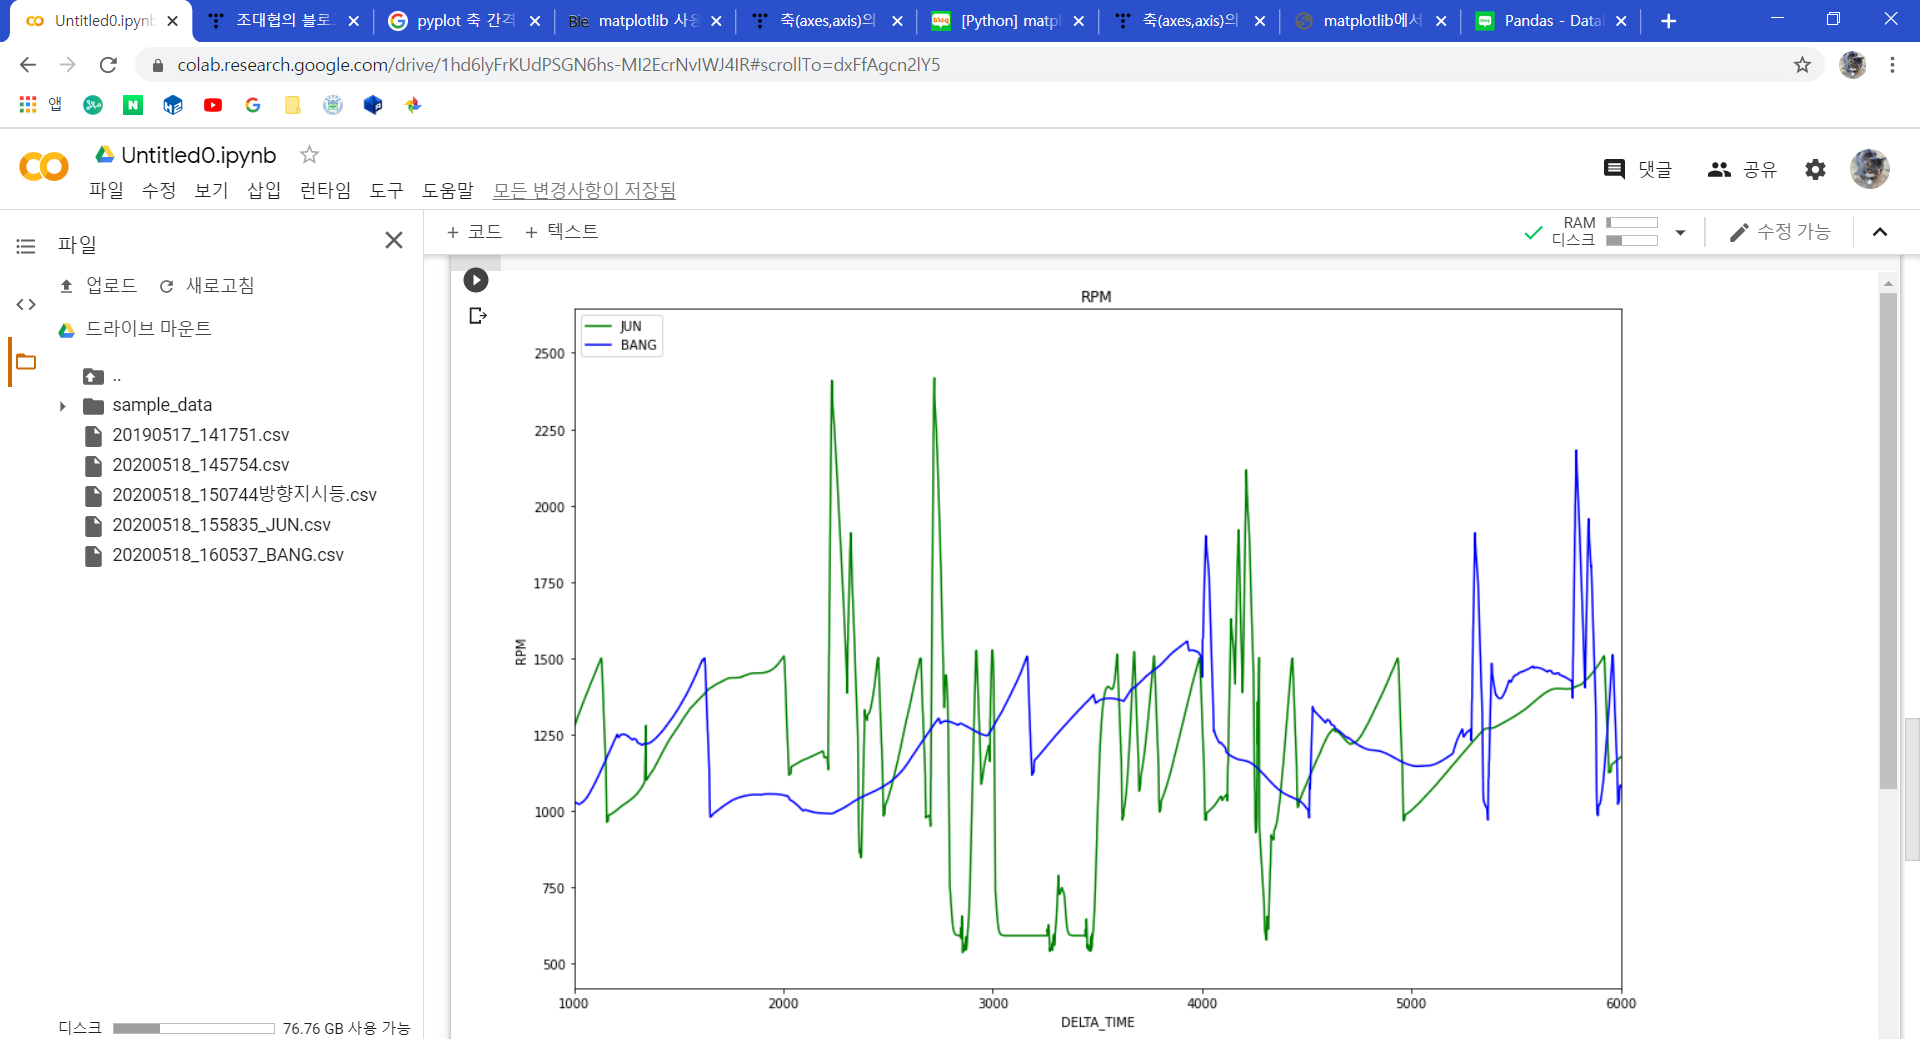 Untitled0.ipynb
조대협의 블로그
pyplot 축 간격
matplotlib 사용
축(axes,axis)의
[Python] matpl
축(axes,axis)의
matplotlib에서
Pandas - Data
colab.research.google.com/drive/1hd6lyFrKUdPSGN6hs-MI2EcrNvIWJ4IR#scrollTo=dxFfAgcn2lY5
앱
Untitled0.ipynb
댓글 공유
파일 수정 보기 삽입 런타임 도구 도움말 모든 변경사항이 저장됨
파일
+ 코드 + 텍스트
RAM
디스크
수정 가능
업로드 새로고침
드라이브 마운트
..
sample_data
20190517_141751.csv
20200518_145754.csv
20200518_150744방향지시등.csv
20200518_155835_JUN.csv
20200518_160537_BANG.csv
디스크 76.76 GB 사용 가능
RPM
JUN
BANG
RPM
2500
2250
2000
1750
1500
1250
1000
750
500
1000 2000 3000 4000 5000 6000
DELTA_TIME